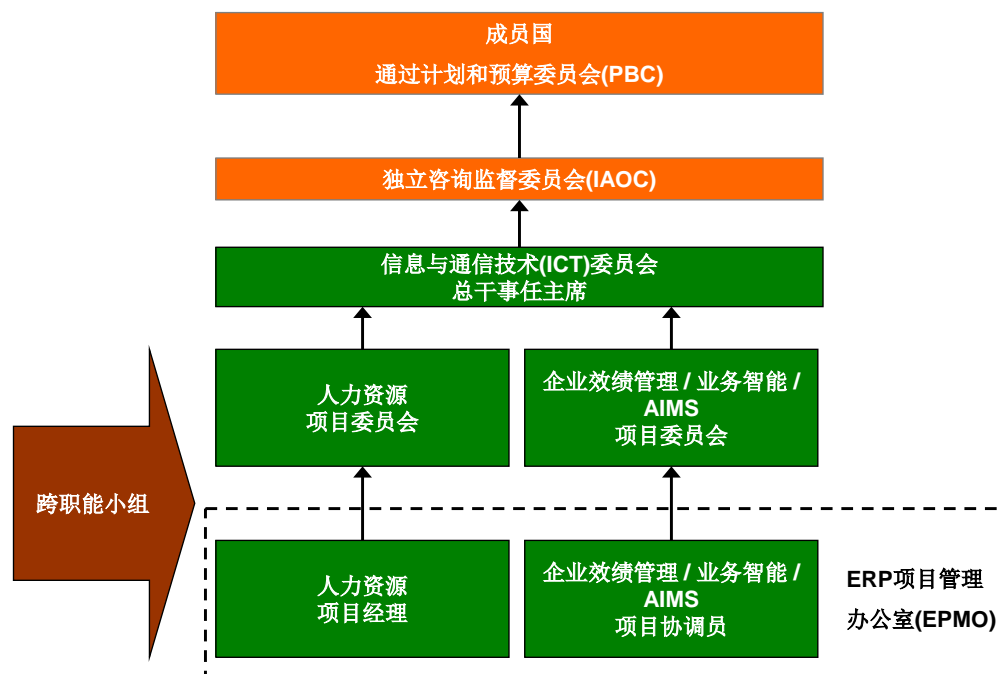 成员国
通过计划和预算委员会(PBC)
独立咨询监督委员会(IAOC)
信息与通信技术(ICT)委员会
总干事任主席
人力资源
项目委员会
企业效绩管理 / 业务智能 /
AIMS
项目委员会
跨职能小组
人力资源
项目经理
企业效绩管理 / 业务智能 /
AIMS
项目协调员
ERP项目管理
办公室(EPMO)